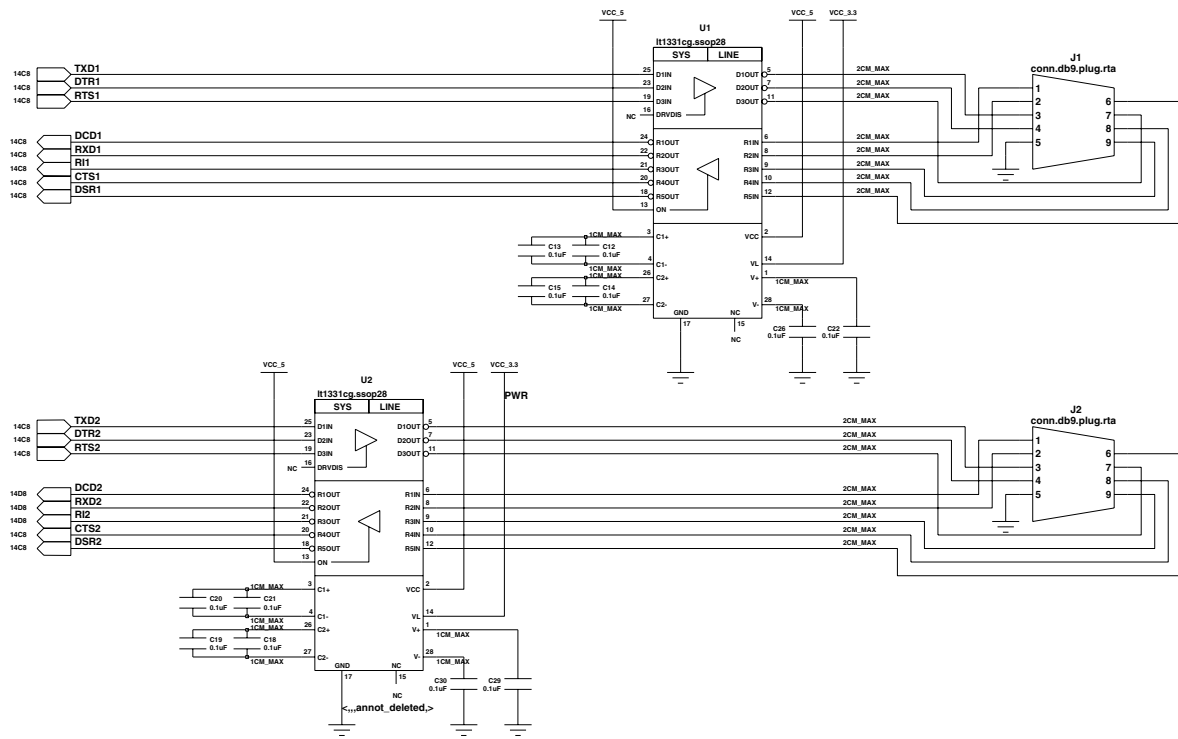 VCC_5
VCC_5 VCC_3.3
U1
lt1331cg.ssop28
SYS LINE
J1
conn.db9.plug.rta
14C8 TXD1 25 D1IN D1OUT 5 2CM_MAX
14C8 DTR1 23 D2IN D2OUT 7 2CM_MAX
14C8 RTS1 19 D3IN D3OUT 11 2CM_MAX
NC 16 DRVDIS
14C8 DCD1 24 R1OUT R1IN 6 2CM_MAX
14C8 RXD1 22 R2OUT R2IN 8 2CM_MAX
14C8 RI1 21 R3OUT R3IN 9 2CM_MAX
14C8 CTS1 20 R4OUT R4IN 10 2CM_MAX
14C8 DSR1 18 R5OUT R5IN 12 2CM_MAX
13 ON
1 6
2 7
3 8
4 9
5
1CM_MAX 3 C1+ VCC 2
C13 0.1uF
C12 0.1uF
1CM_MAX 4 C1- VL 14
1CM_MAX 26 C2+ V+ 1 1CM_MAX
C15 0.1uF
C14 0.1uF
1CM_MAX 27 C2- V- 28 1CM_MAX
GND NC
17 15
NC
C26 0.1uF
C22 0.1uF
VCC_5
VCC_5 VCC_3.3
PWR
U2
lt1331cg.ssop28
SYS LINE
J2
conn.db9.plug.rta
14C8 TXD2 25 D1IN D1OUT 5 2CM_MAX
14C8 DTR2 23 D2IN D2OUT 7 2CM_MAX
14C8 RTS2 19 D3IN D3OUT 11 2CM_MAX
NC 16 DRVDIS
14D8 DCD2 24 R1OUT R1IN 6 2CM_MAX
14D8 RXD2 22 R2OUT R2IN 8 2CM_MAX
14D8 RI2 21 R3OUT R3IN 9 2CM_MAX
14C8 CTS2 20 R4OUT R4IN 10 2CM_MAX
14C8 DSR2 18 R5OUT R5IN 12 2CM_MAX
13 ON
1 6
2 7
3 8
4 9
5
1CM_MAX 3 C1+ VCC 2
C20 0.1uF
C21 0.1uF
1CM_MAX 4 C1- VL 14
1CM_MAX 26 C2+ V+ 1 1CM_MAX
C19 0.1uF
C18 0.1uF
1CM_MAX 27 C2- V- 28 1CM_MAX
GND NC
17 15
NC
C30 0.1uF
C29 0.1uF
<,,,annot_deleted,>